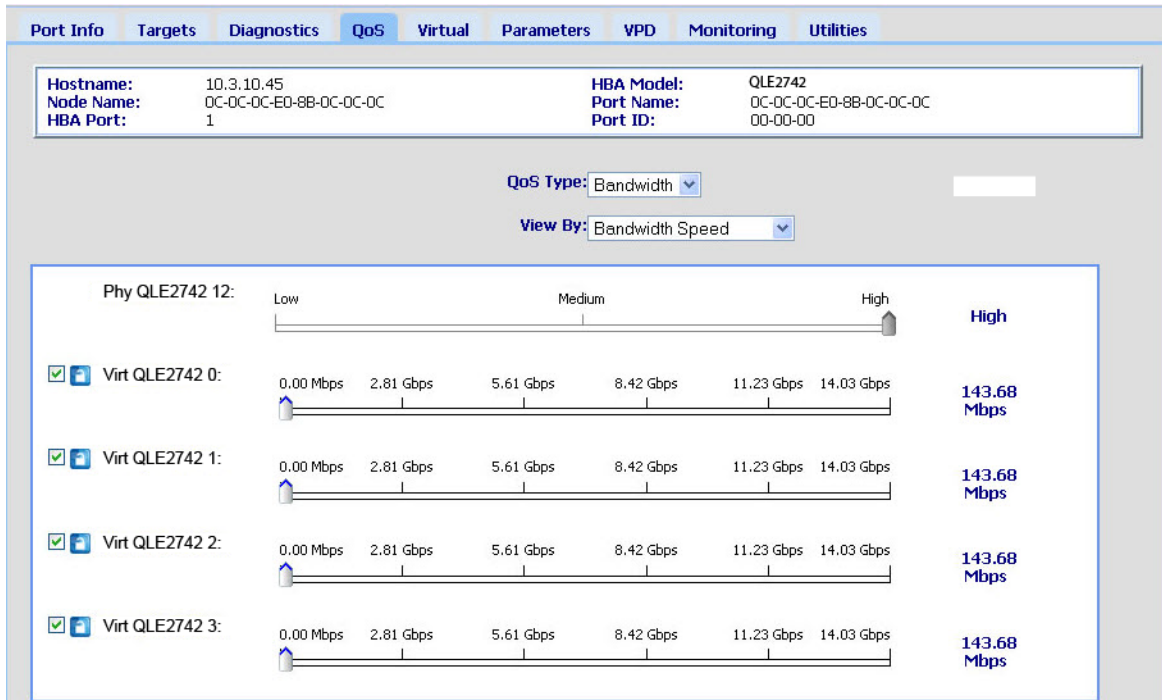 Port Info Targets Diagnostics QoS Virtual Parameters VPD Monitoring Utilities
Hostname: 10.3.10.45 HBA Model: QLE2742
Node Name: 0C-0C-0C-E0-8B-0C-0C-0C Port Name: 0C-0C-0C-E0-8B-0C-0C-0C
HBA Port: 1 Port ID: 00-00-00
QoS Type: Bandwidth
View By: Bandwidth Speed
Phy QLE2742 12: Low Medium High High
Virt QLE2742 0: 0.00 Mbps 2.81 Gbps 5.61 Gbps 8.42 Gbps 11.23 Gbps 14.03 Gbps 143.68
Mbps
Virt QLE2742 1: 0.00 Mbps 2.81 Gbps 5.61 Gbps 8.42 Gbps 11.23 Gbps 14.03 Gbps 143.68
Mbps
Virt QLE2742 2: 0.00 Mbps 2.81 Gbps 5.61 Gbps 8.42 Gbps 11.23 Gbps 14.03 Gbps 143.68
Mbps
Virt QLE2742 3: 0.00 Mbps 2.81 Gbps 5.61 Gbps 8.42 Gbps 11.23 Gbps 14.03 Gbps 143.68
Mbps